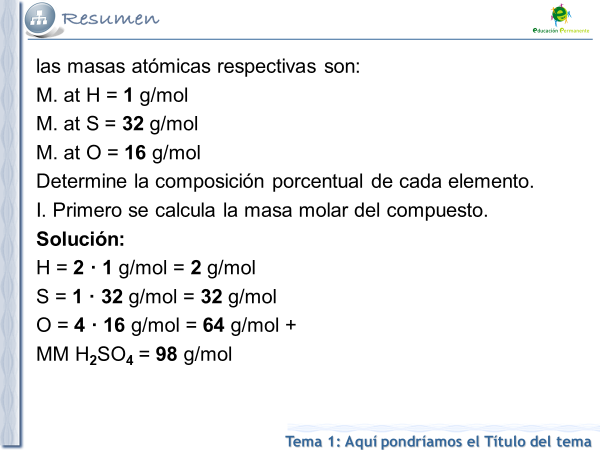 Resumen
educación permanente
las masas atómicas respectivas son:
M. at H = 1 g/mol
M. at S = 32 g/mol
M. at O = 16 g/mol
Determine la composición porcentual de cada elemento.
I. Primero se calcula la masa molar del compuesto.
Solución:
H = 2 · 1 g/mol = 2 g/mol
S = 1 · 32 g/mol = 32 g/mol
O = 4 · 16 g/mol = 64 g/mol +
MM H₂SO₄ = 98 g/mol
Tema 1: Aquí pondríamos el Título del tema